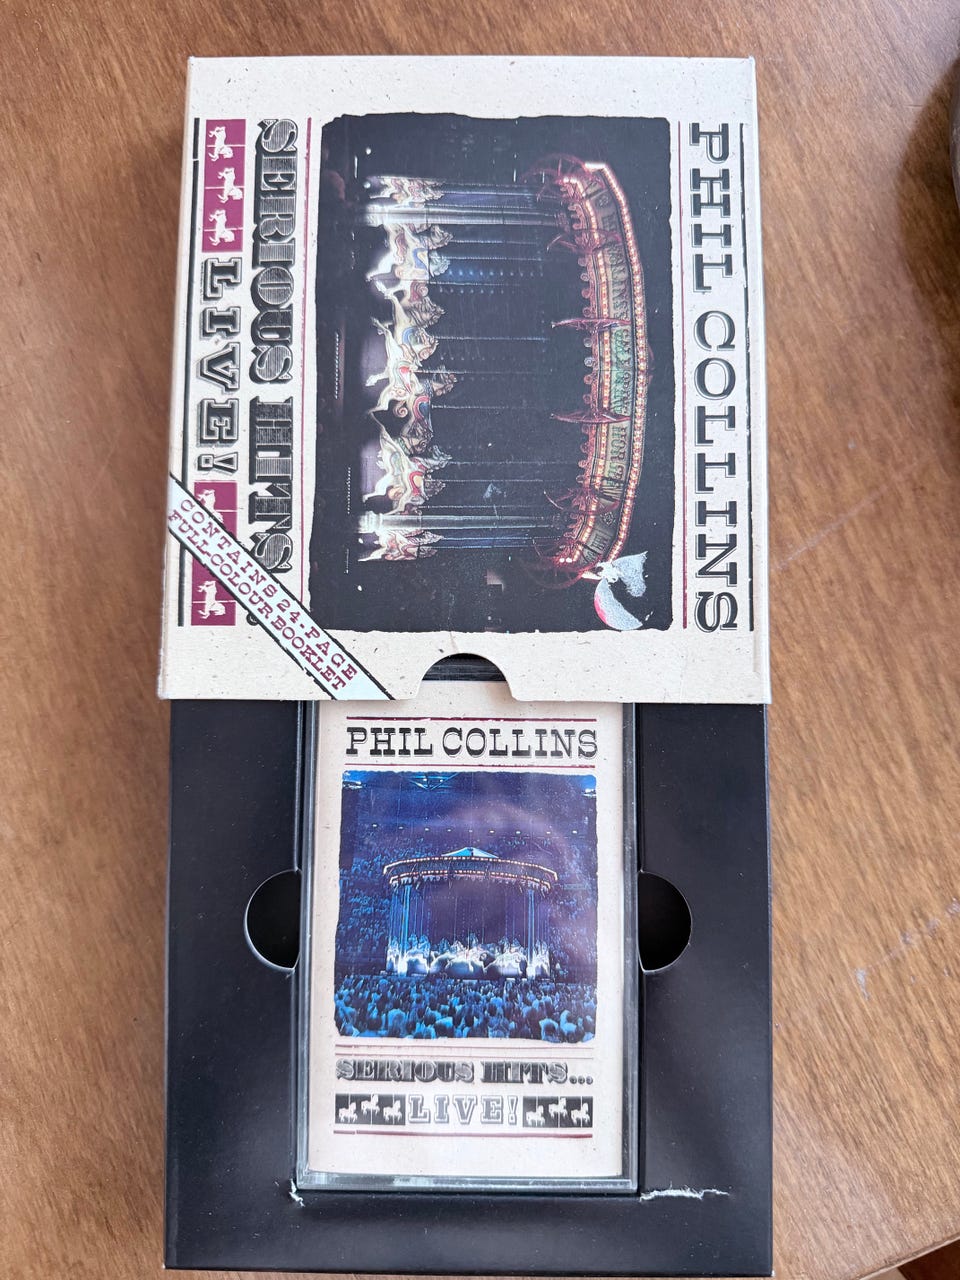 PHIL COLLINS
SERIOUS HITS...
LIVE!
CONTAINS 24-PAGE
FULL-COLOUR BOOKLET
PHIL COLLINS
SERIOUS HITS...
LIVE!